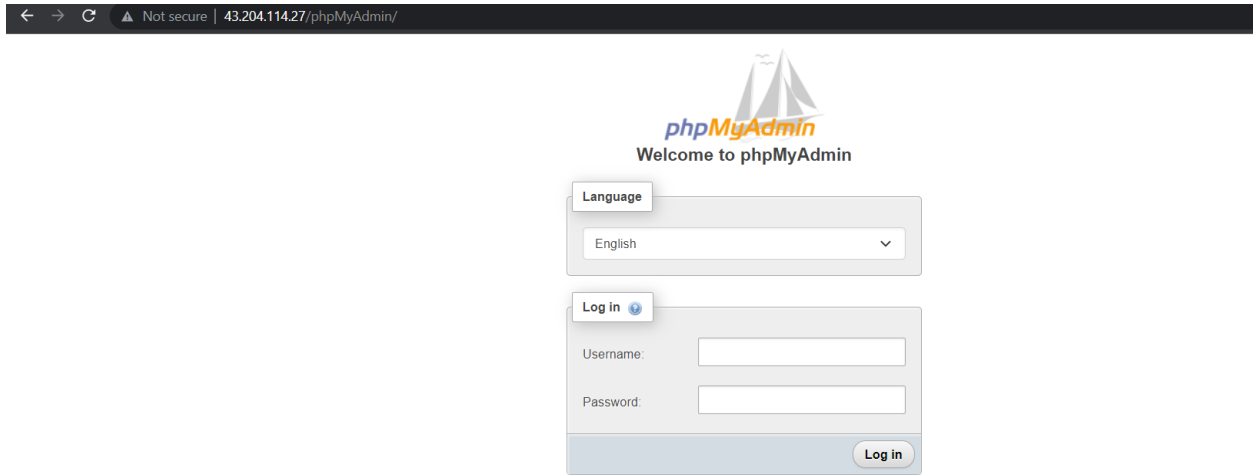 Not secure | 43.204.114.27/phpMyAdmin/
phpMyAdmin
Welcome to phpMyAdmin
Language
English
Log in
Username:
Password:
Log in